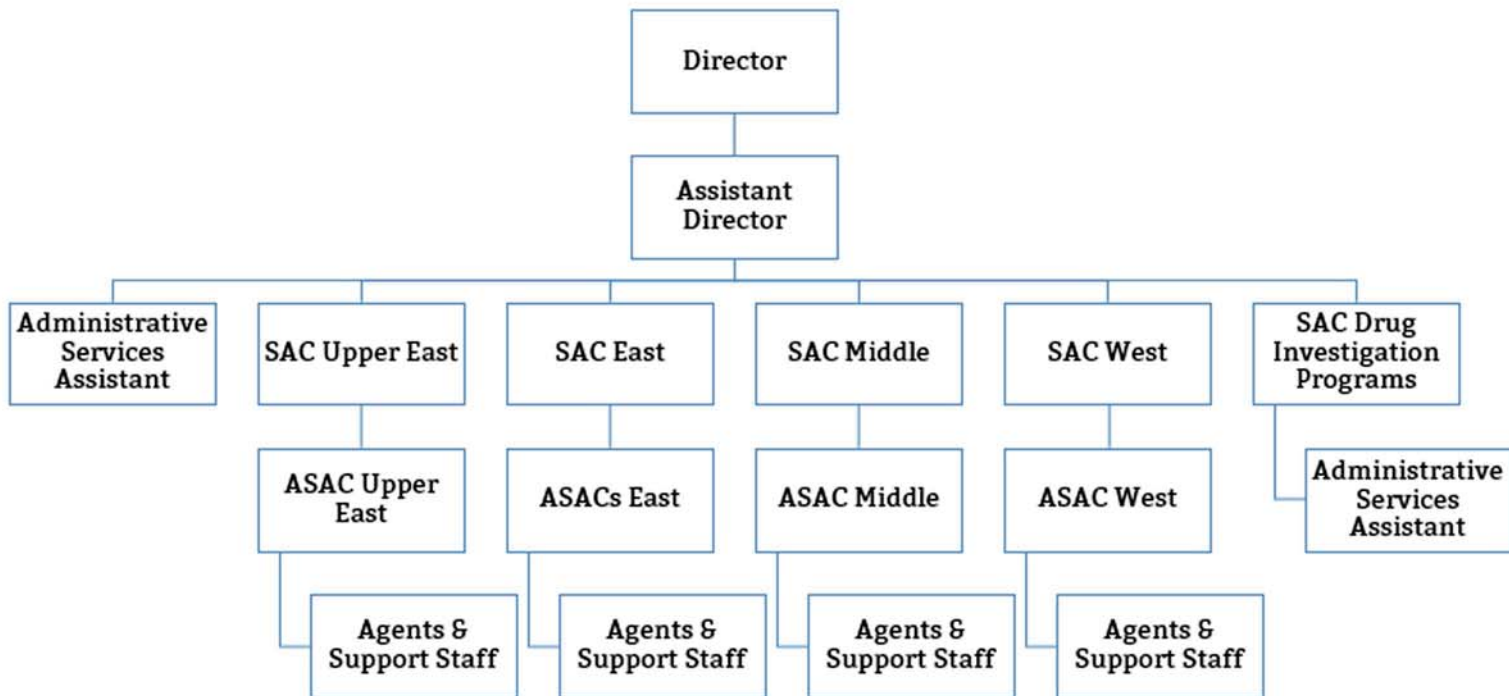 Director
Assistant
Director
Administrative
Services
Assistant
SAC Upper East
SAC East
SAC Middle
SAC West
SAC Drug
Investigation
Programs
ASAC Upper
East
ASACs East
ASAC Middle
ASAC West
Administrative
Services
Assistant
Agents &
Support Staff
Agents &
Support Staff
Agents &
Support Staff
Agents &
Support Staff